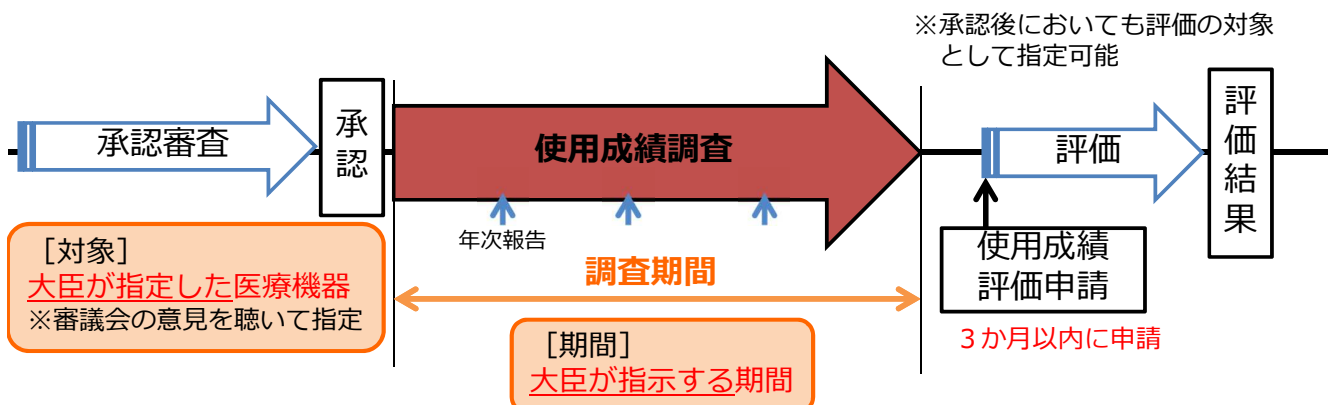 ※承認後においても評価の対象
として指定可能
承認審査
承認
使用成績調査
評価
評価結果
年次報告
調査期間
使用成績
評価申請
3か月以内に申請
[対象]
大臣が指定した医療機器
※審議会の意見を聴いて指定
[期間]
大臣が指示する期間